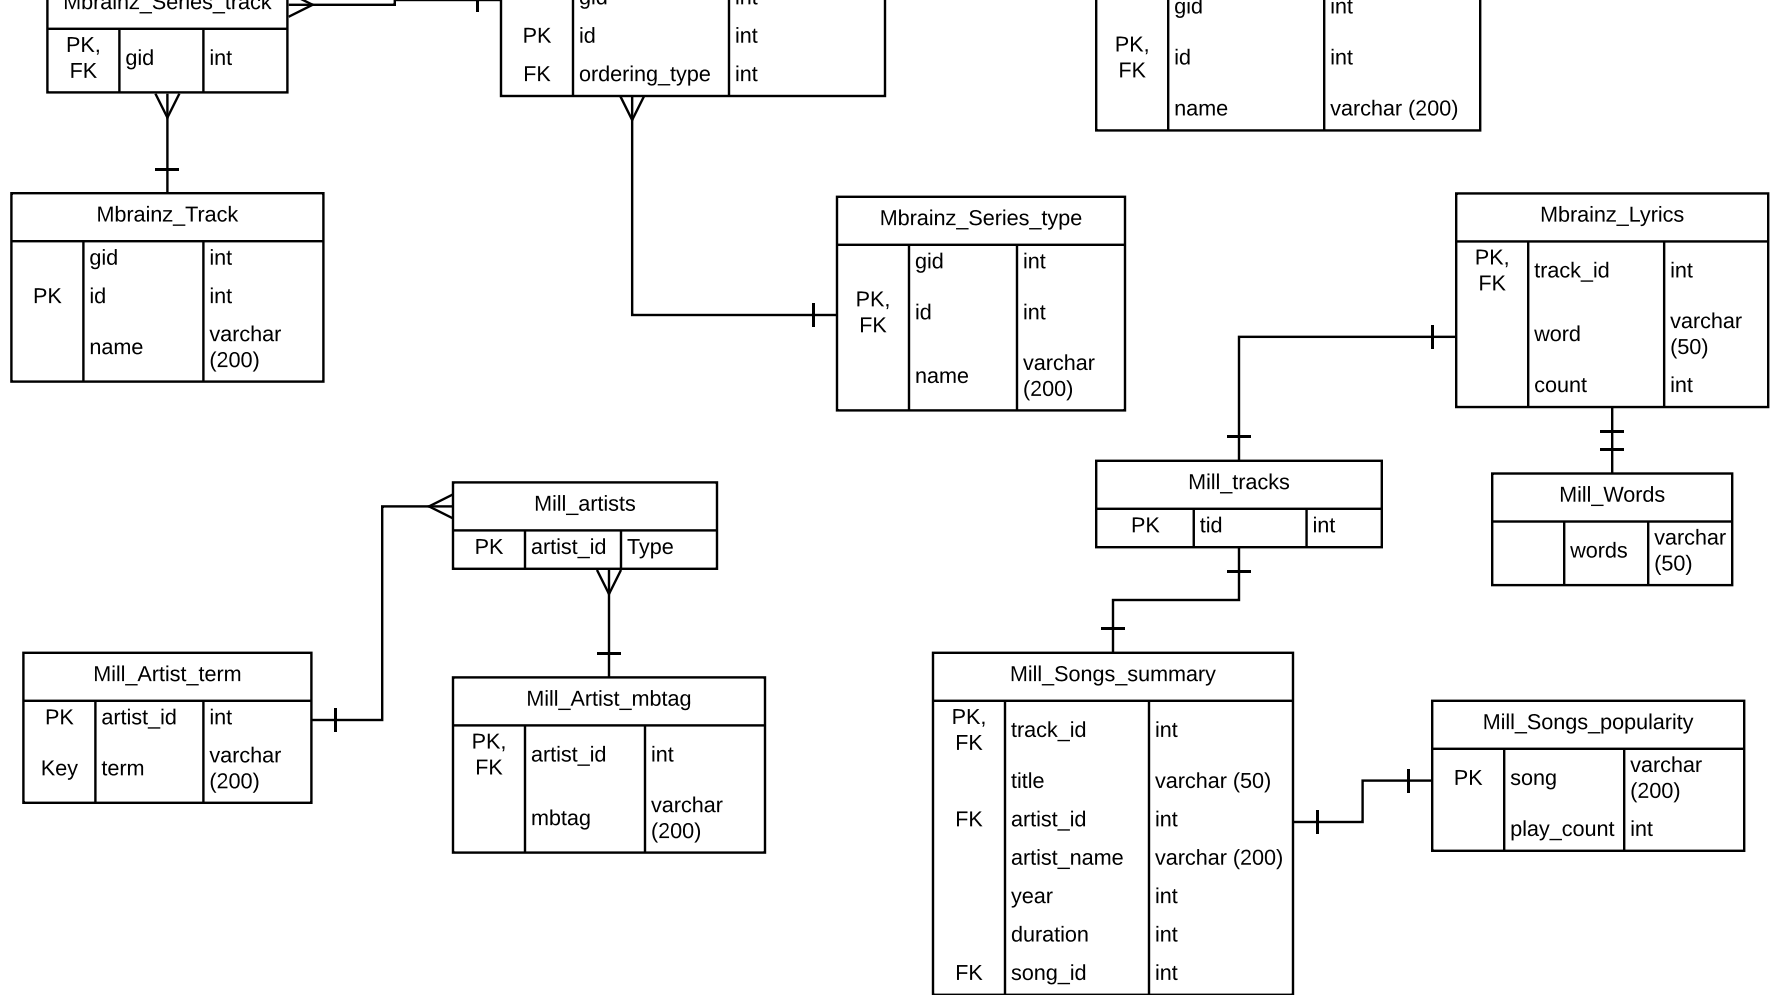 Mbrainz_Series_track
PK,
FK
gid
int
gid
int
PK
id
int
FK
ordering_type
int
gid
int
PK,
FK
id
int
name
varchar (200)
Mbrainz_Track
gid
int
PK
id
int
name
varchar
(200)
Mbrainz_Series_type
gid
int
PK,
FK
id
int
name
varchar
(200)
Mbrainz_Lyrics
PK,
FK
track_id
int
word
varchar
(50)
count
int
Mill_artists
PK
artist_id
Type
Mill_tracks
PK
tid
int
Mill_Words
words
varchar
(50)
Mill_Artist_term
PK
artist_id
int
Key
term
varchar
(200)
Mill_Artist_mbtag
PK,
FK
artist_id
int
mbtag
varchar
(200)
Mill_Songs_summary
PK,
FK
track_id
int
title
varchar (50)
FK
artist_id
int
artist_name
varchar (200)
year
int
duration
int
FK
song_id
int
Mill_Songs_popularity
PK
song
varchar
(200)
play_count
int